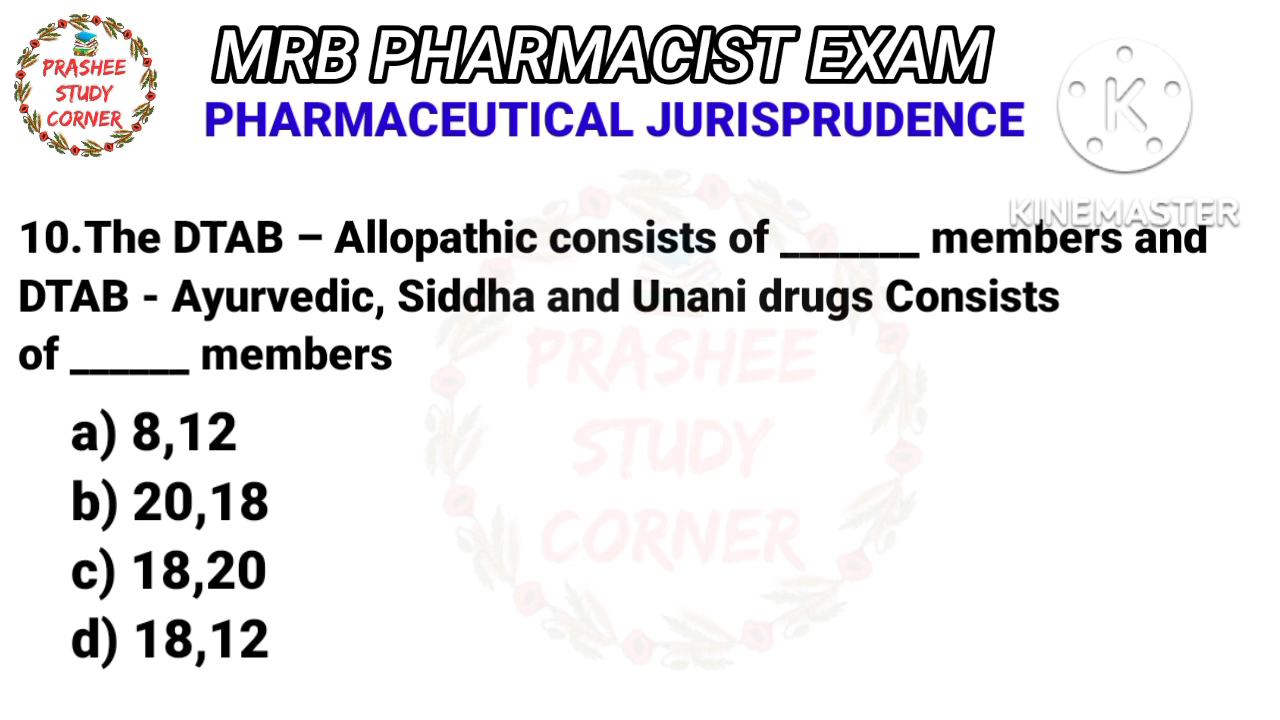 PRASHEE
STUDY
CORNER
MRB PHARMACIST EXAM
PHARMACEUTICAL JURISPRUDENCE
K
KINEMASTER
10.The DTAB – Allopathic consists of _______ members and
DTAB - Ayurvedic, Siddha and Unani drugs Consists
of ______ members
PRASHEE
STUDY
CORNER
a) 8,12
b) 20,18
c) 18,20
d) 18,12